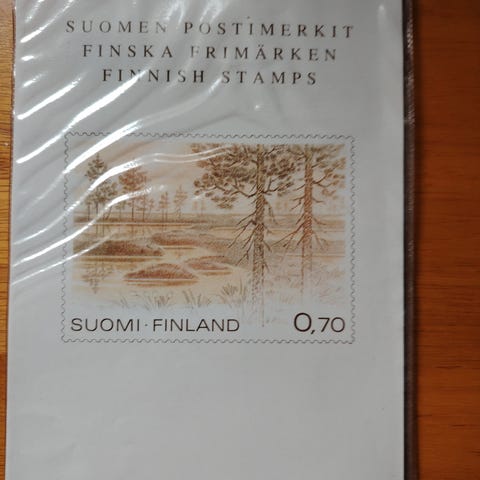 SUOMEN POSTIMERKIT
FINSKA FRIMÄRKEN
FINNISH STAMPS
SUOMI·FINLAND 0,70